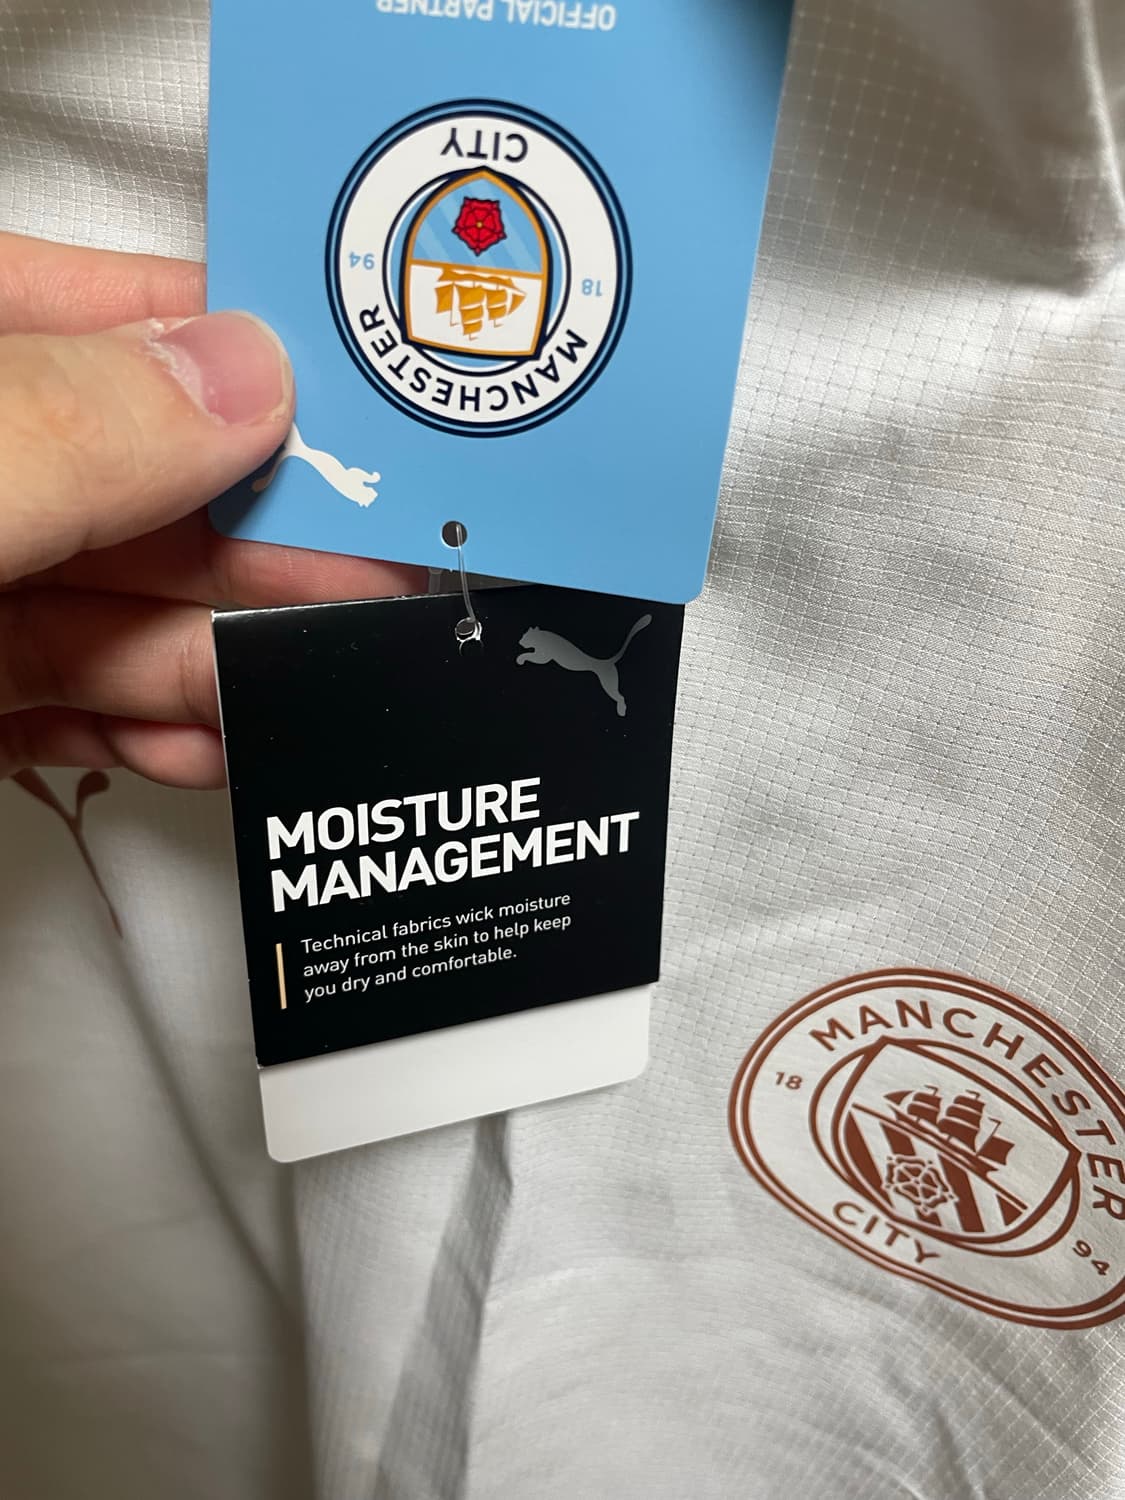 OFFICIAL PARTNER
MANCHESTER
18 94
CITY
MOISTURE
MANAGEMENT
Technical fabrics wick moisture
away from the skin to help keep
you dry and comfortable.
MANCHESTER
18 94
CITY